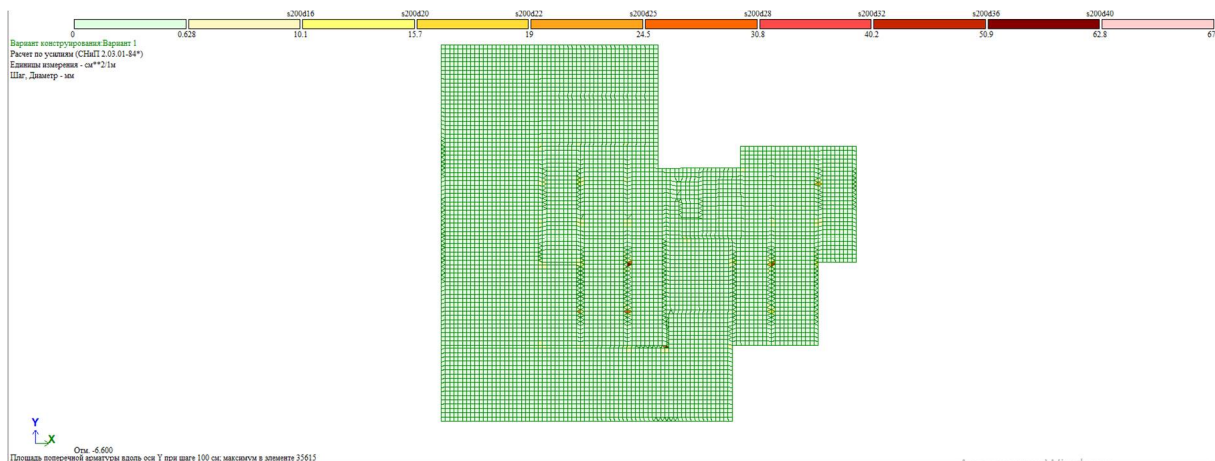 s200d16 s200d20 s200d22 s200d25 s200d28 s200d32 s200d36 s200d40
0 0.628 10.1 15.7 19 24.5 30.8 40.2 50.9 62.8 67
Вариант конструирования:Вариант 1
Расчет по усилиям (СНиП 2.03.01-84*)
Единицы измерения - см**2/1м
Шаг, Диаметр - мм
Y
X
Отм. -6.600
Площадь поперечной арматуры вдоль оси Y при шаге 100 см; максимум в элементе 35615